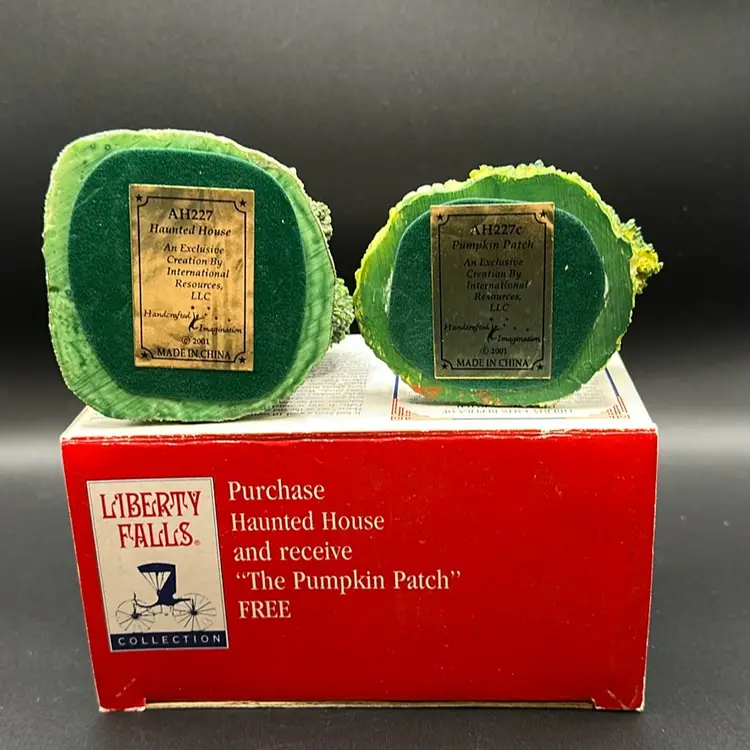 AH227
Haunted House
An Exclusive
Creation By
International
Resources,
LLC
Handcrafted
Imagination
© 2001
MADE IN CHINA
AH227c
Pumpkin Patch
An Exclusive
Creation By
International
Resources,
LLC
Handcrafted
Imagination
© 2001
MADE IN CHINA
LIBERTY
FALLS®
COLLECTION
Purchase
Haunted House
and receive
“The Pumpkin Patch”
FREE